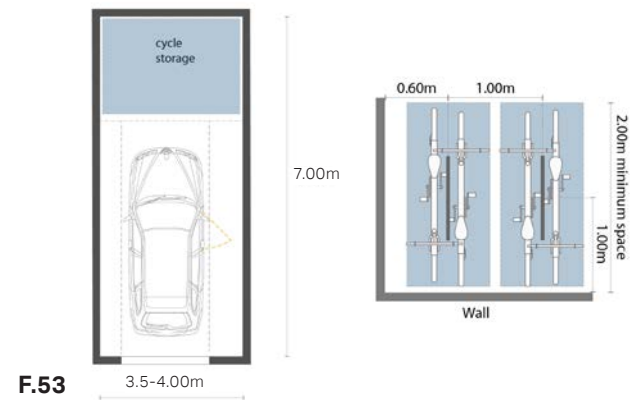 cycle
storage
7.00m
F.53
3.5-4.00m
0.60m
1.00m
2.00m minimum space
1.00m
Wall